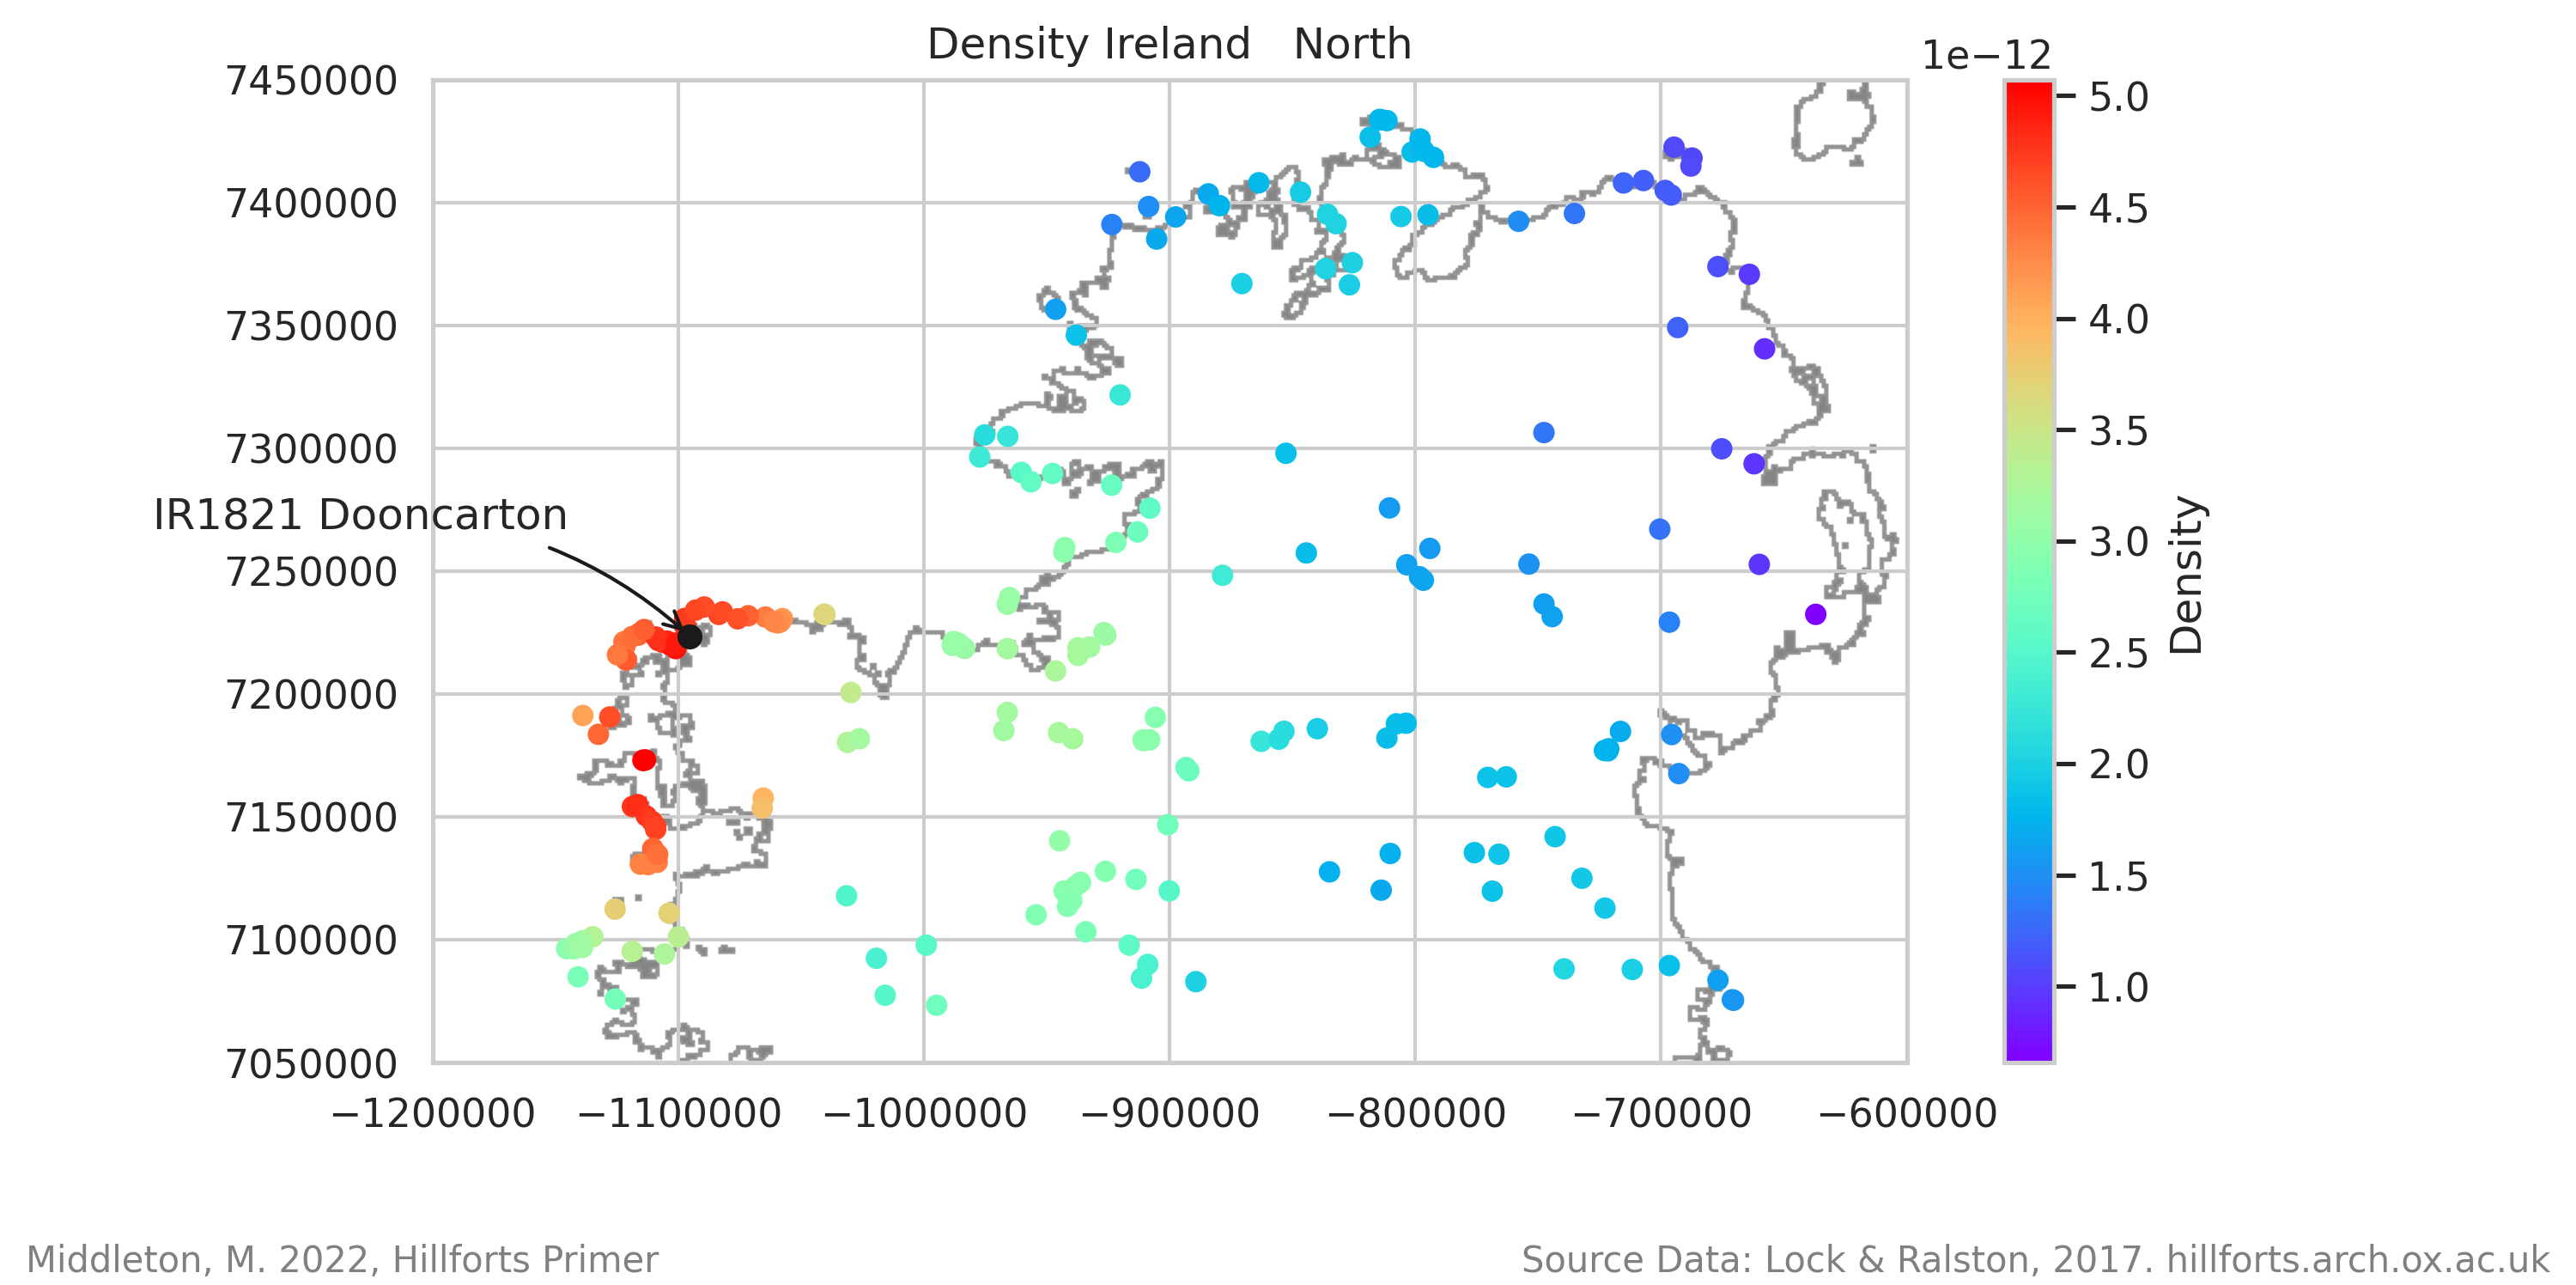 Density Ireland   North
1e−12
7450000
7400000
7350000
7300000
7250000
7200000
7150000
7100000
7050000
IR1821 Dooncarton
−1200000 −1100000 −1000000 −900000 −800000 −700000 −600000
5.0
4.5
4.0
3.5
3.0
2.5
2.0
1.5
1.0
Density
Middleton, M. 2022, Hillforts Primer
Source Data: Lock & Ralston, 2017. hillforts.arch.ox.ac.uk